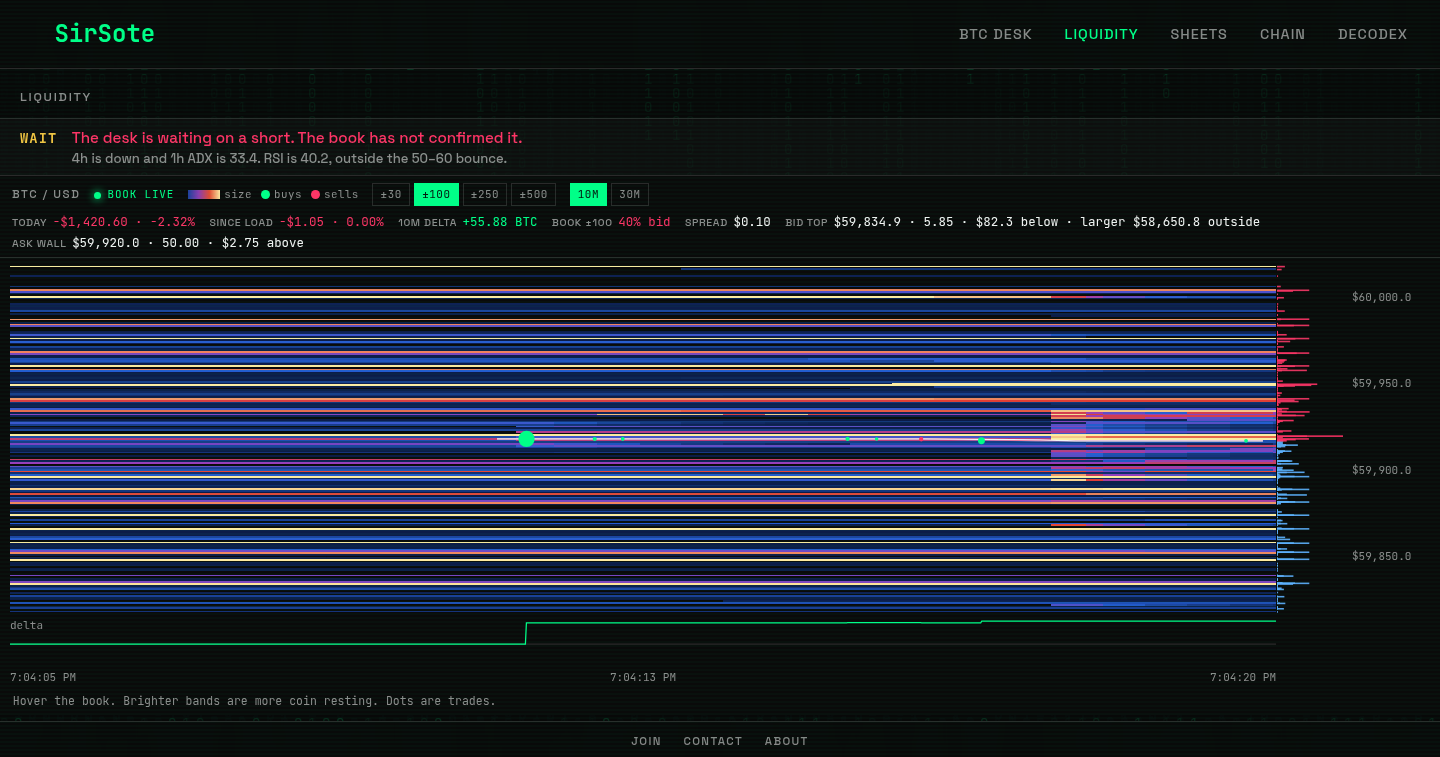 SirSote
BTC DESK LIQUIDITY SHEETS CHAIN DECODEX
LIQUIDITY
WAIT The desk is waiting on a short. The book has not confirmed it.
4h is down and 1h ADX is 33.4. RSI is 40.2, outside the 50–60 bounce.
BTC / USD BOOK LIVE size buys sells ±30 ±100 ±250 ±500 10M 30M
TODAY -$1,420.60 · -2.32% SINCE LOAD -$1.05 · 0.00% 10M DELTA +55.88 BTC BOOK ±100 40% bid SPREAD $0.10 BID TOP $59,834.9 · 5.85 · $82.3 below · larger $58,650.8 outside
ASK WALL $59,920.0 · 50.00 · $2.75 above
$60,000.0
$59,950.0
$59,900.0
$59,850.0
delta
7:04:05 PM 7:04:13 PM 7:04:20 PM
Hover the book. Brighter bands are more coin resting. Dots are trades.
JOIN CONTACT ABOUT